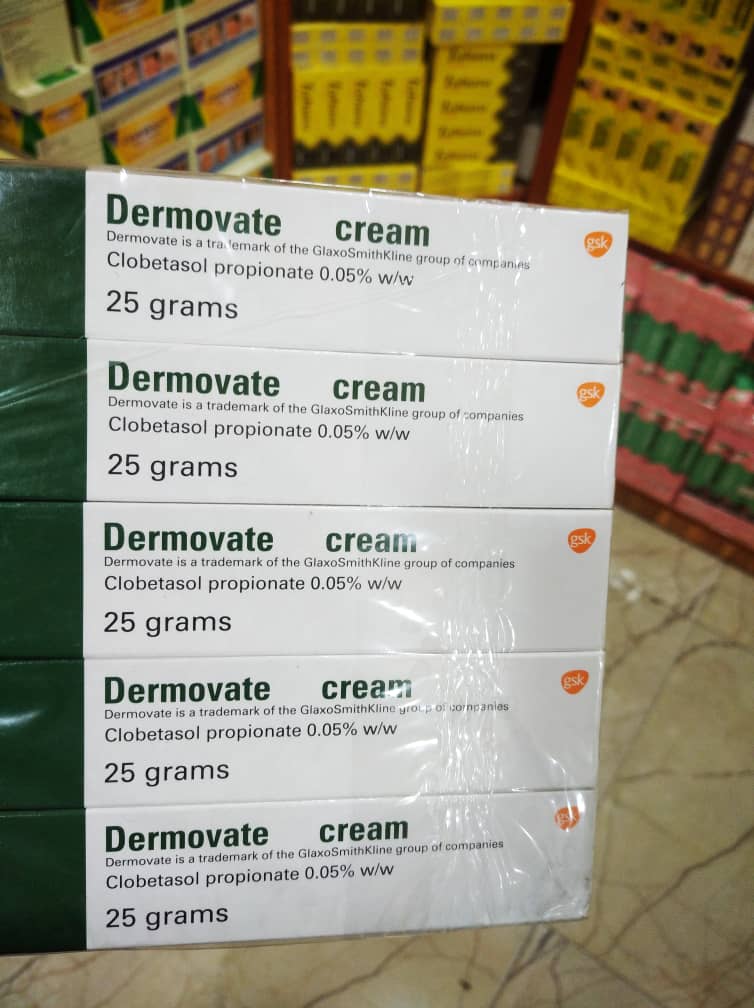 Dermovate cream
Dermovate is a trademark of the GlaxoSmithKline group of companies
Clobetasol propionate 0.05% w/w
25 grams
gsk
Dermovate cream
Dermovate is a trademark of the GlaxoSmithKline group of companies
Clobetasol propionate 0.05% w/w
25 grams
gsk
Dermovate cream
Dermovate is a trademark of the GlaxoSmithKline group of companies
Clobetasol propionate 0.05% w/w
25 grams
gsk
Dermovate cream
Dermovate is a trademark of the GlaxoSmithKline group of companies
Clobetasol propionate 0.05% w/w
25 grams
gsk
Dermovate cream
Dermovate is a trademark of the GlaxoSmithKline group of companies
Clobetasol propionate 0.05% w/w
25 grams
gsk